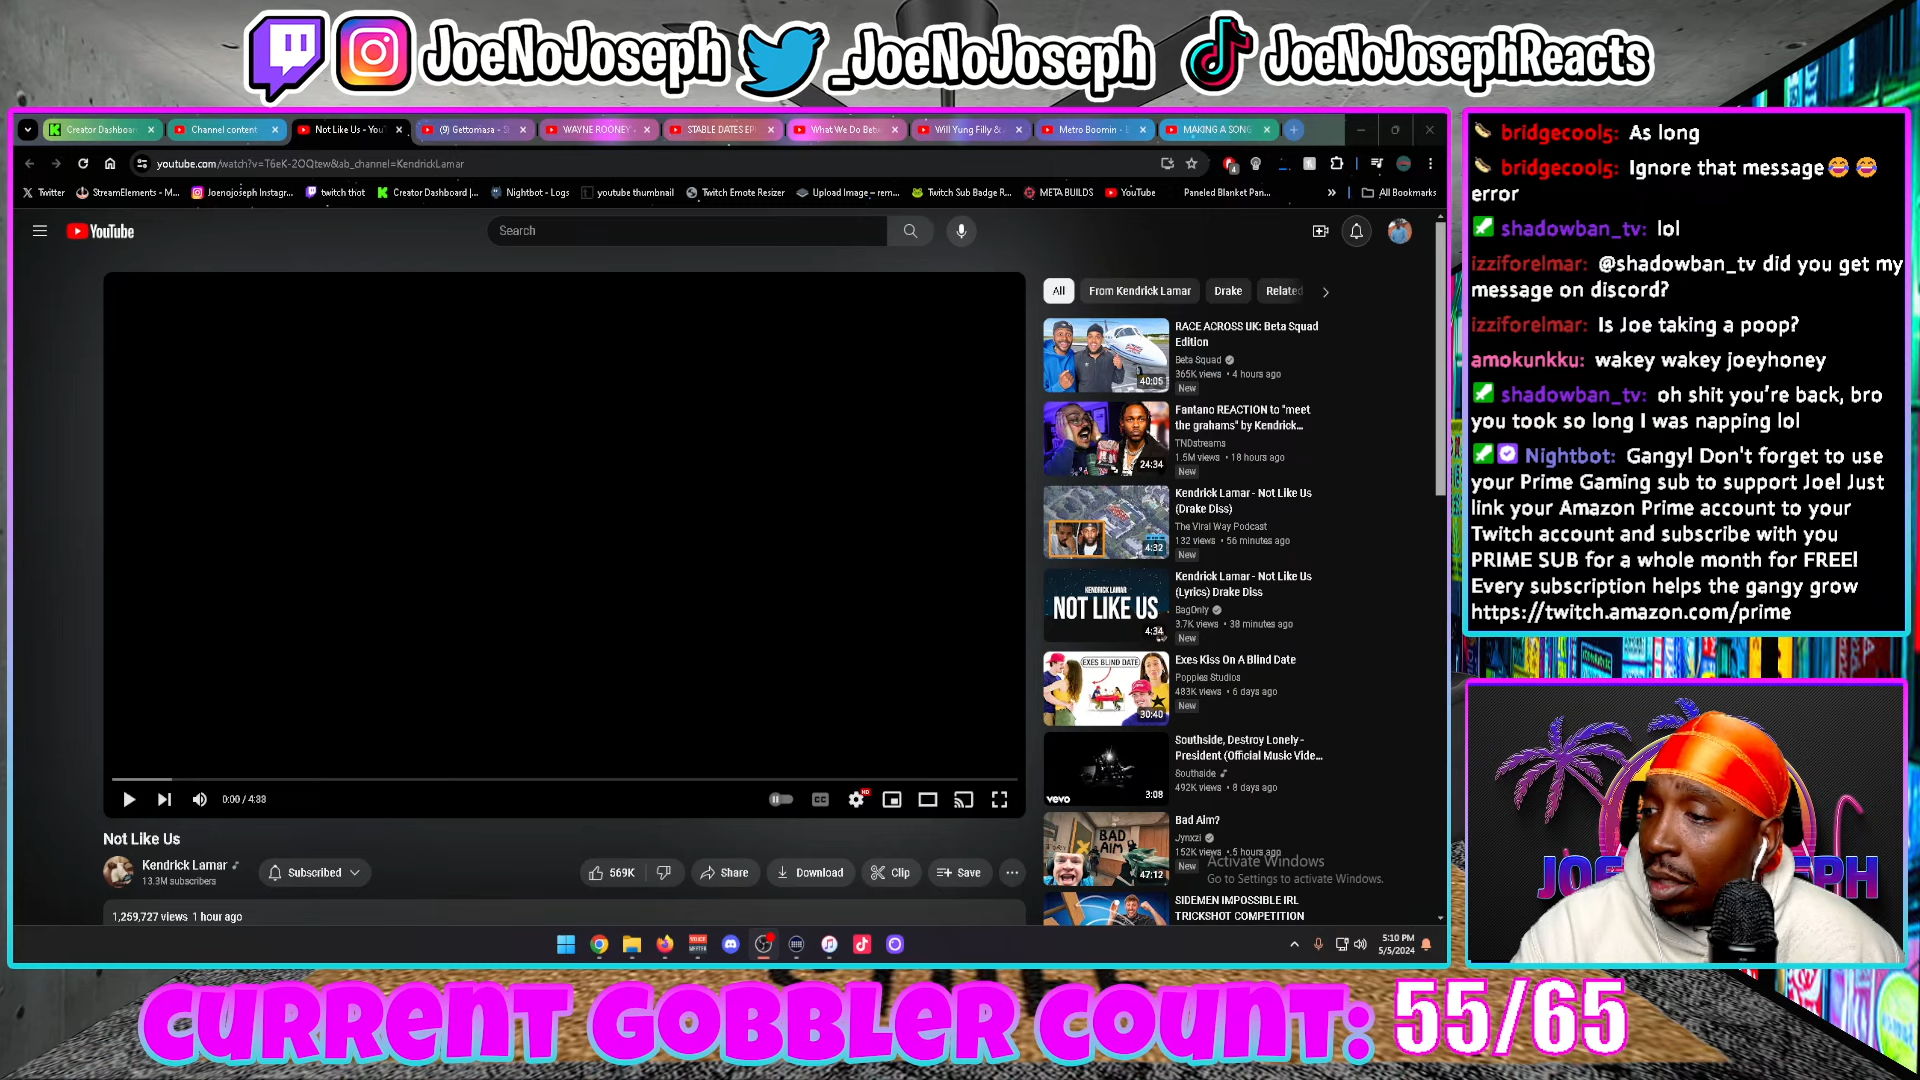 JoeNoJoseph _JoeNoJoseph JoeNoJosephReacts
Creator Dashboar Channel content Not Like Us - YouT (9) Gettomasa - S WAYNE ROONEY - STABLE DATES EP What We Do Betw Will Yung Filly & Metro Boomin - B MAKING A SONG
youtube.com/watch?v=T6eK-2OQtew&ab_channel=KendrickLamar
Twitter StreamElements - M... Joenojoseph Instagr... twitch thot Creator Dashboard |... Nightbot - Logs youtube thumbnail Twitch Emote Resizer Upload Image – rem... Twitch Sub Badge R... META BUILDS YouTube Paneled Blanket Pan... All Bookmarks
YouTube
Search
All From Kendrick Lamar Drake Related
RACE ACROSS UK: Beta Squad
Edition
Beta Squad
365K views • 4 hours ago
New
40:05
Fantano REACTION to "meet
the grahams" by Kendrick...
TNDstreams
1.5M views • 18 hours ago
New
24:34
Kendrick Lamar - Not Like Us
(Drake Diss)
The Viral Way Podcast
132 views • 56 minutes ago
New
4:32
Kendrick Lamar - Not Like Us
(Lyrics) Drake Diss
BagOnly
3.7K views • 38 minutes ago
New
KENDRICK LAMAR
NOT LIKE US
4:34
Exes Kiss On A Blind Date
Poppies Studios
483K views • 6 days ago
New
EXES BLIND DATE
30:40
Southside, Destroy Lonely -
President (Official Music Vide...
Southside
492K views • 8 days ago
vevo
3:08
Bad Aim?
Jynxzi
152K views • 5 hours ago
New
BAD
AIM
47:12
SIDEMEN IMPOSSIBLE IRL
TRICKSHOT COMPETITION
Activate Windows
Go to Settings to activate Windows.
0:00 / 4:33
CC HD
Not Like Us
Kendrick Lamar
13.3M subscribers
Subscribed
569K Share Download Clip Save
1,259,727 views 1 hour ago
5:10 PM
5/5/2024
bridgecool5: As long
bridgecool5: Ignore that message😂 😂
error
shadowban_tv: lol
izziforelmar: @shadowban_tv did you get my
message on discord?
izziforelmar: Is Joe taking a poop?
amokunkku: wakey wakey joeyhoney
shadowban_tv: oh shit you're back, bro
you took so long I was napping lol
Nightbot: Gangy! Don't forget to use
your Prime Gaming sub to support Joe! Just
link your Amazon Prime account to your
Twitch account and subscribe with you
PRIME SUB for a whole month for FREE!
Every subscription helps the gangy grow
https://twitch.amazon.com/prime
CURRENT GOBBLER COUNT: 55/65